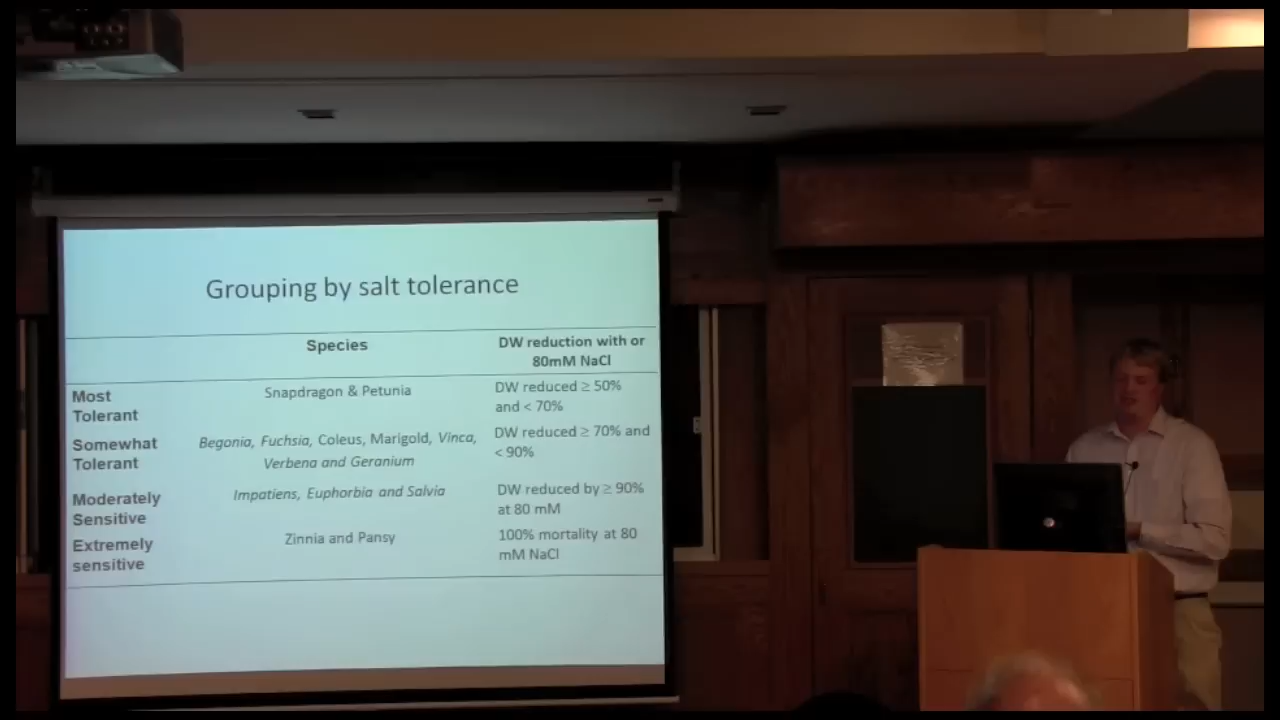 Grouping by salt tolerance
Species
DW reduction with or
80mM NaCl
Most
Tolerant
Snapdragon & Petunia
DW reduced ≥ 50%
and < 70%
Somewhat
Tolerant
Begonia, Fuchsia, Coleus, Marigold, Vinca,
Verbena and Geranium
DW reduced ≥ 70% and
< 90%
Moderately
Sensitive
Impatiens, Euphorbia and Salvia
DW reduced by ≥ 90%
at 80 mM
Extremely
sensitive
Zinnia and Pansy
100% mortality at 80
mM NaCl